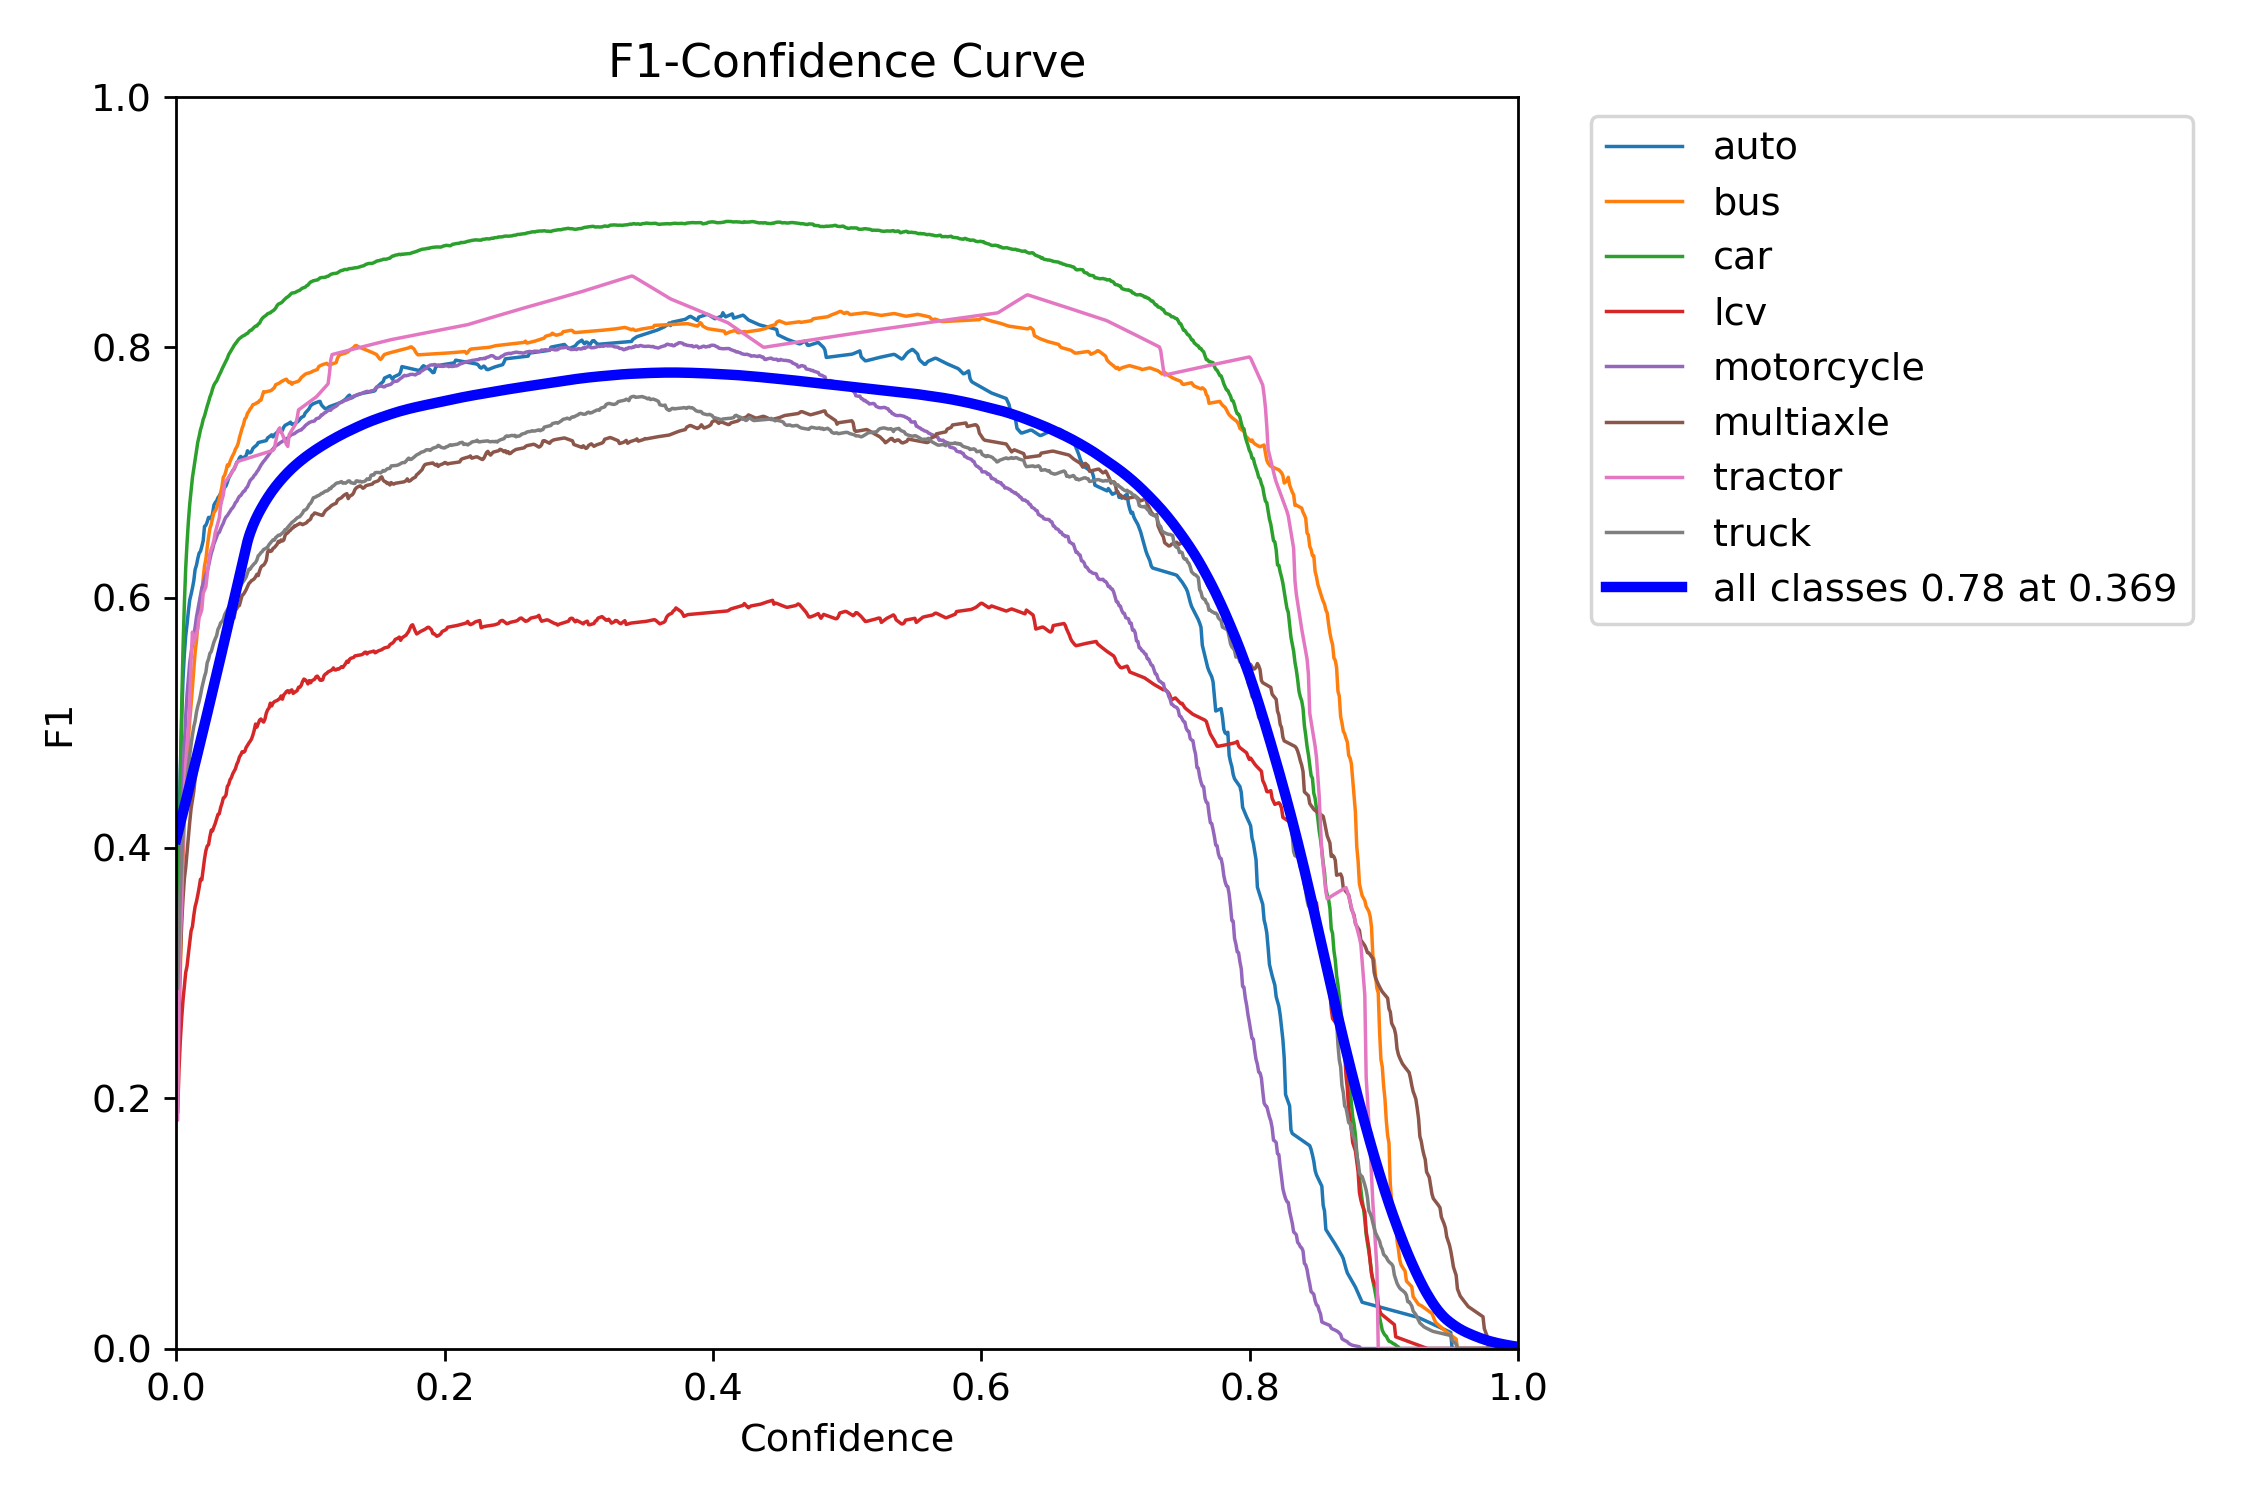 F1-Confidence Curve
1.0
0.8
0.6
0.4
0.2
0.0
F1
0.0 0.2 0.4 0.6 0.8 1.0
Confidence
auto
bus
car
lcv
motorcycle
multiaxle
tractor
truck
all classes 0.78 at 0.369